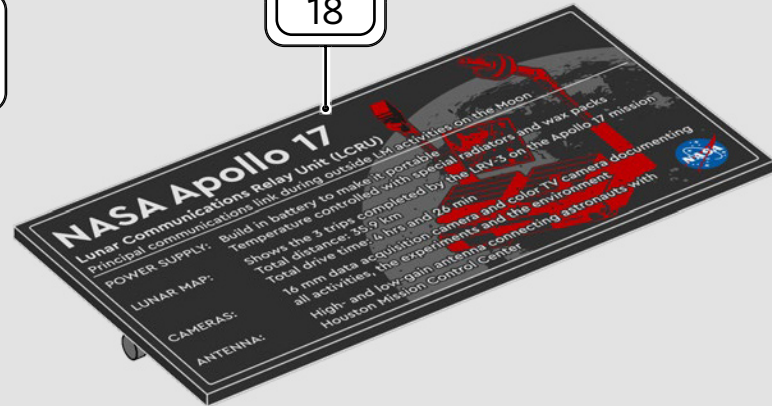 18
NASA Apollo 17
Lunar Communications Relay Unit (LCRU)
Principal communications link during outside LM activities on the Moon
POWER SUPPLY: Build in battery to make it portable
Temperature controlled with special radiators and wax packs
LUNAR MAP: Shows the 3 trips completed by the LRV-3 on the Apollo 17 mission
Total distance: 35,9 km
Total drive time: 4 hrs and 26 min
CAMERAS: 16 mm data acquisition camera and color TV camera documenting
all activities, the experiments and the environment
ANTENNA: High- and low-gain antenna connecting astronauts with
Houston Mission Control Center
NASA